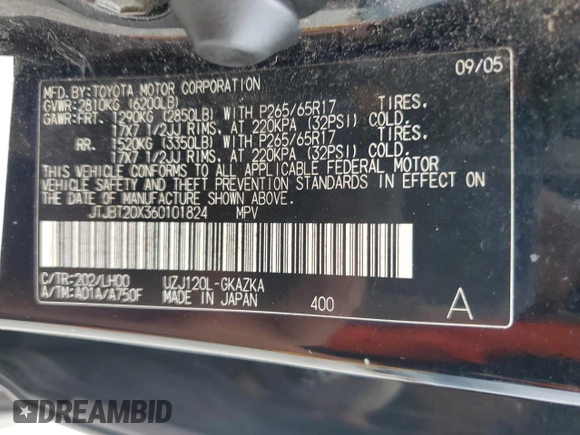 09/05
MFD.BY:TOYOTA MOTOR CORPORATION
GVWR:2810KG (6200LB)
GAWR:FRT. 1290KG (2850LB) WITH P265/65R17 TIRES.
17X7 1/2JJ RIMS, AT 220KPA (32PSI) COLD.
RR. 1520KG (3350LB) WITH P265/65R17 TIRES.
17X7 1/2JJ RIMS, AT 220KPA (32PSI) COLD.
THIS VEHICLE CONFORMS TO ALL APPLICABLE FEDERAL MOTOR
VEHICLE SAFETY AND THEFT PREVENTION STANDARDS IN EFFECT ON
THE DATE OF MANUFACTURE SHOWN ABOVE.
JTJBT20X360101824 MPV
C/TR:202/LH00 UZJ120L-GKAZKA
A/TM:A01A/A750F MADE IN JAPAN 400 A
DREAMBID